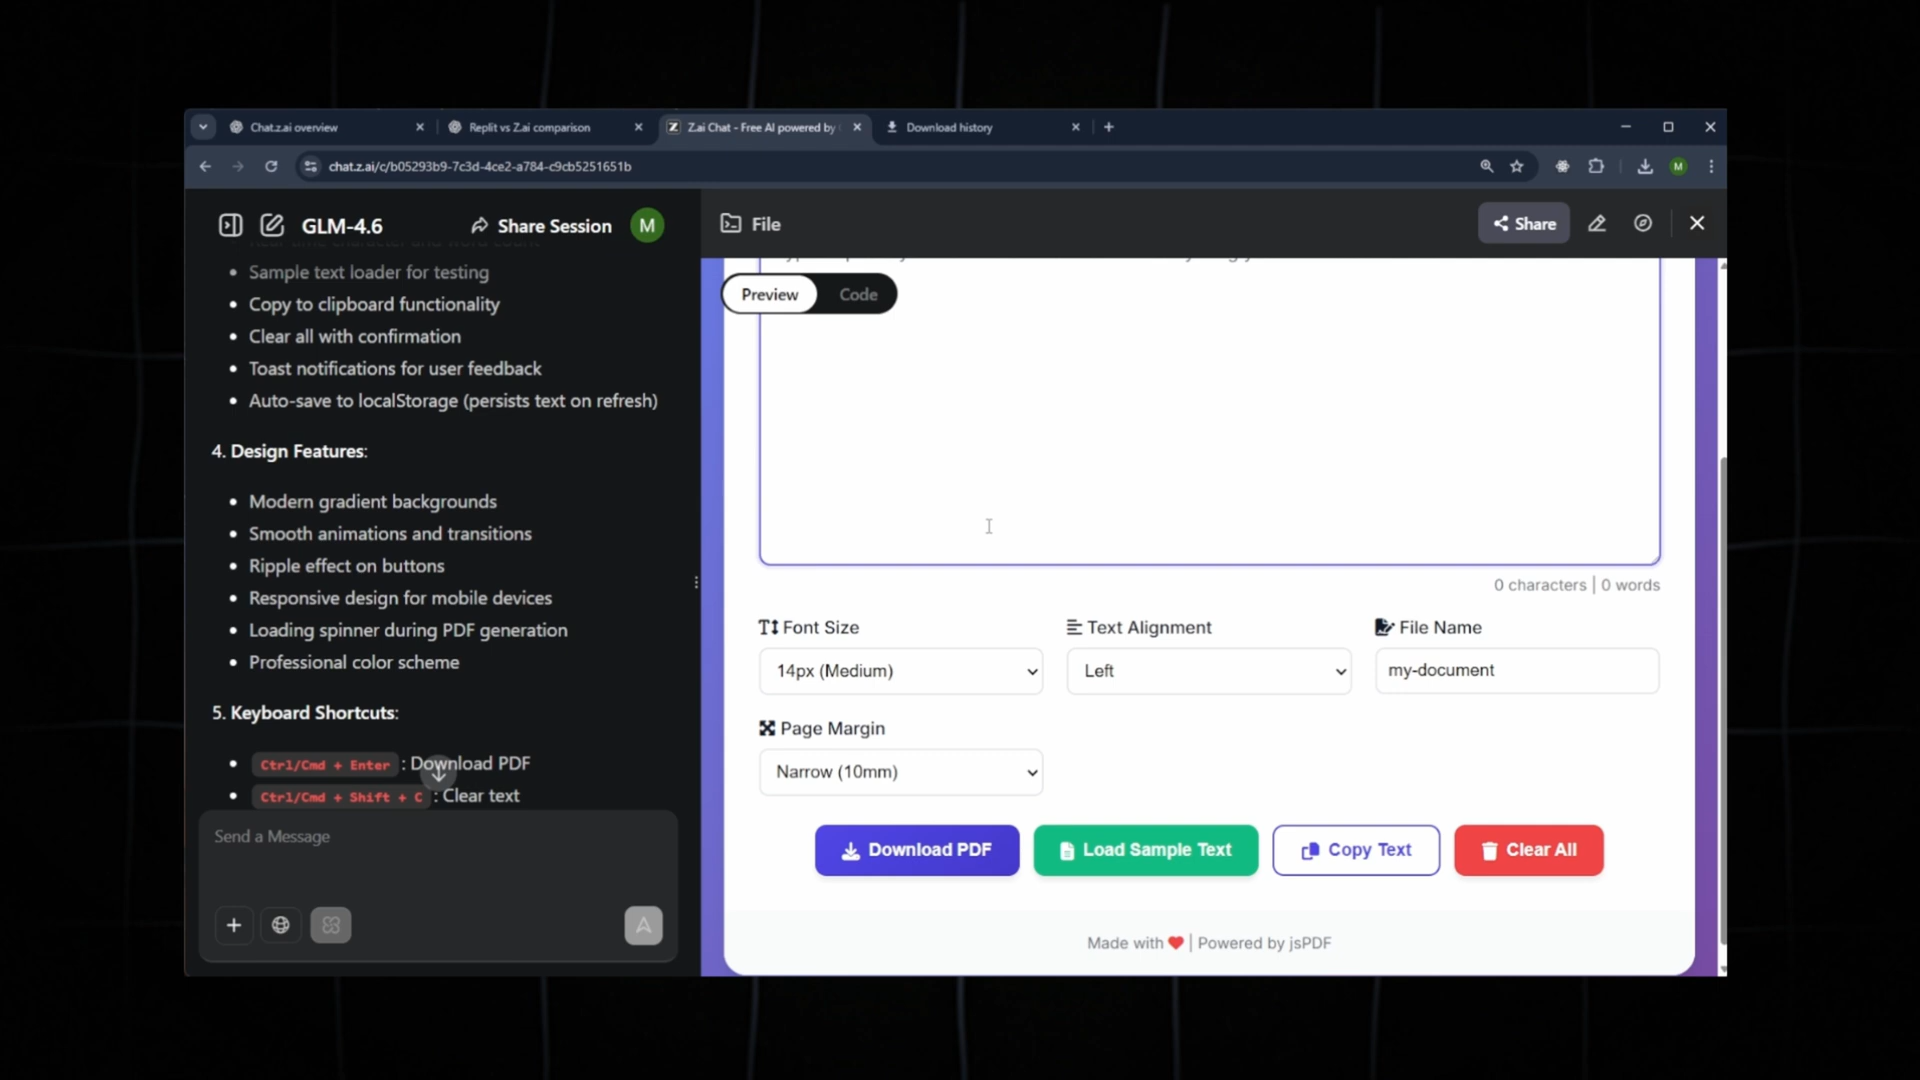 Chat.z.ai overview
Replit vs Z.ai comparison
Z.ai Chat - Free AI powered by
Download history
chat.z.ai/c/b05293b9-7c3d-4ce2-a784-c9cb5251651b
M
GLM-4.6
Share Session
M
Real-time character and word count
Sample text loader for testing
Copy to clipboard functionality
Clear all with confirmation
Toast notifications for user feedback
Auto-save to localStorage (persists text on refresh)
4. Design Features:
Modern gradient backgrounds
Smooth animations and transitions
Ripple effect on buttons
Responsive design for mobile devices
Loading spinner during PDF generation
Professional color scheme
5. Keyboard Shortcuts:
Ctrl/Cmd + Enter : Download PDF
Ctrl/Cmd + Shift + C : Clear text
Send a Message
File
Share
Preview
Code
0 characters | 0 words
Font Size
Text Alignment
File Name
14px (Medium)
Left
my-document
Page Margin
Narrow (10mm)
Download PDF
Load Sample Text
Copy Text
Clear All
Made with ❤ | Powered by jsPDF